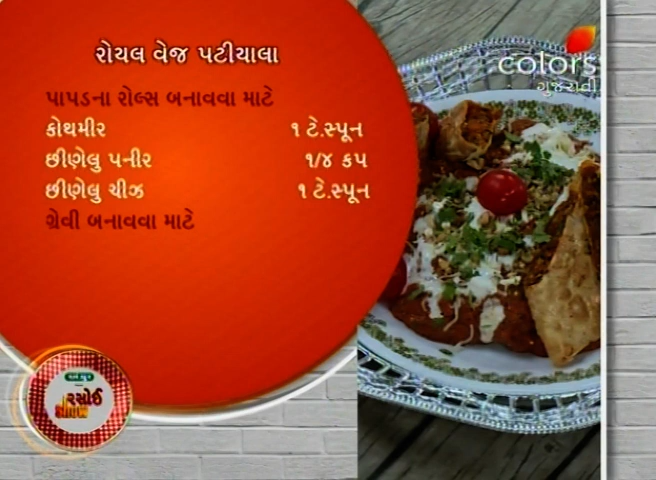 રોયલ વેજ પટીયાલા
પાપડના રોલ્સ બનાવવા માટે
કોથમીર ૧ ટે.સ્પૂન
છીણેલુ પનીર ૧/૪ કપ
છીણેલુ ચીઝ ૧ ટે.સ્પૂન
ગ્રેવી બનાવવા માટે
colors
ગુજરાતી
રસોઈ